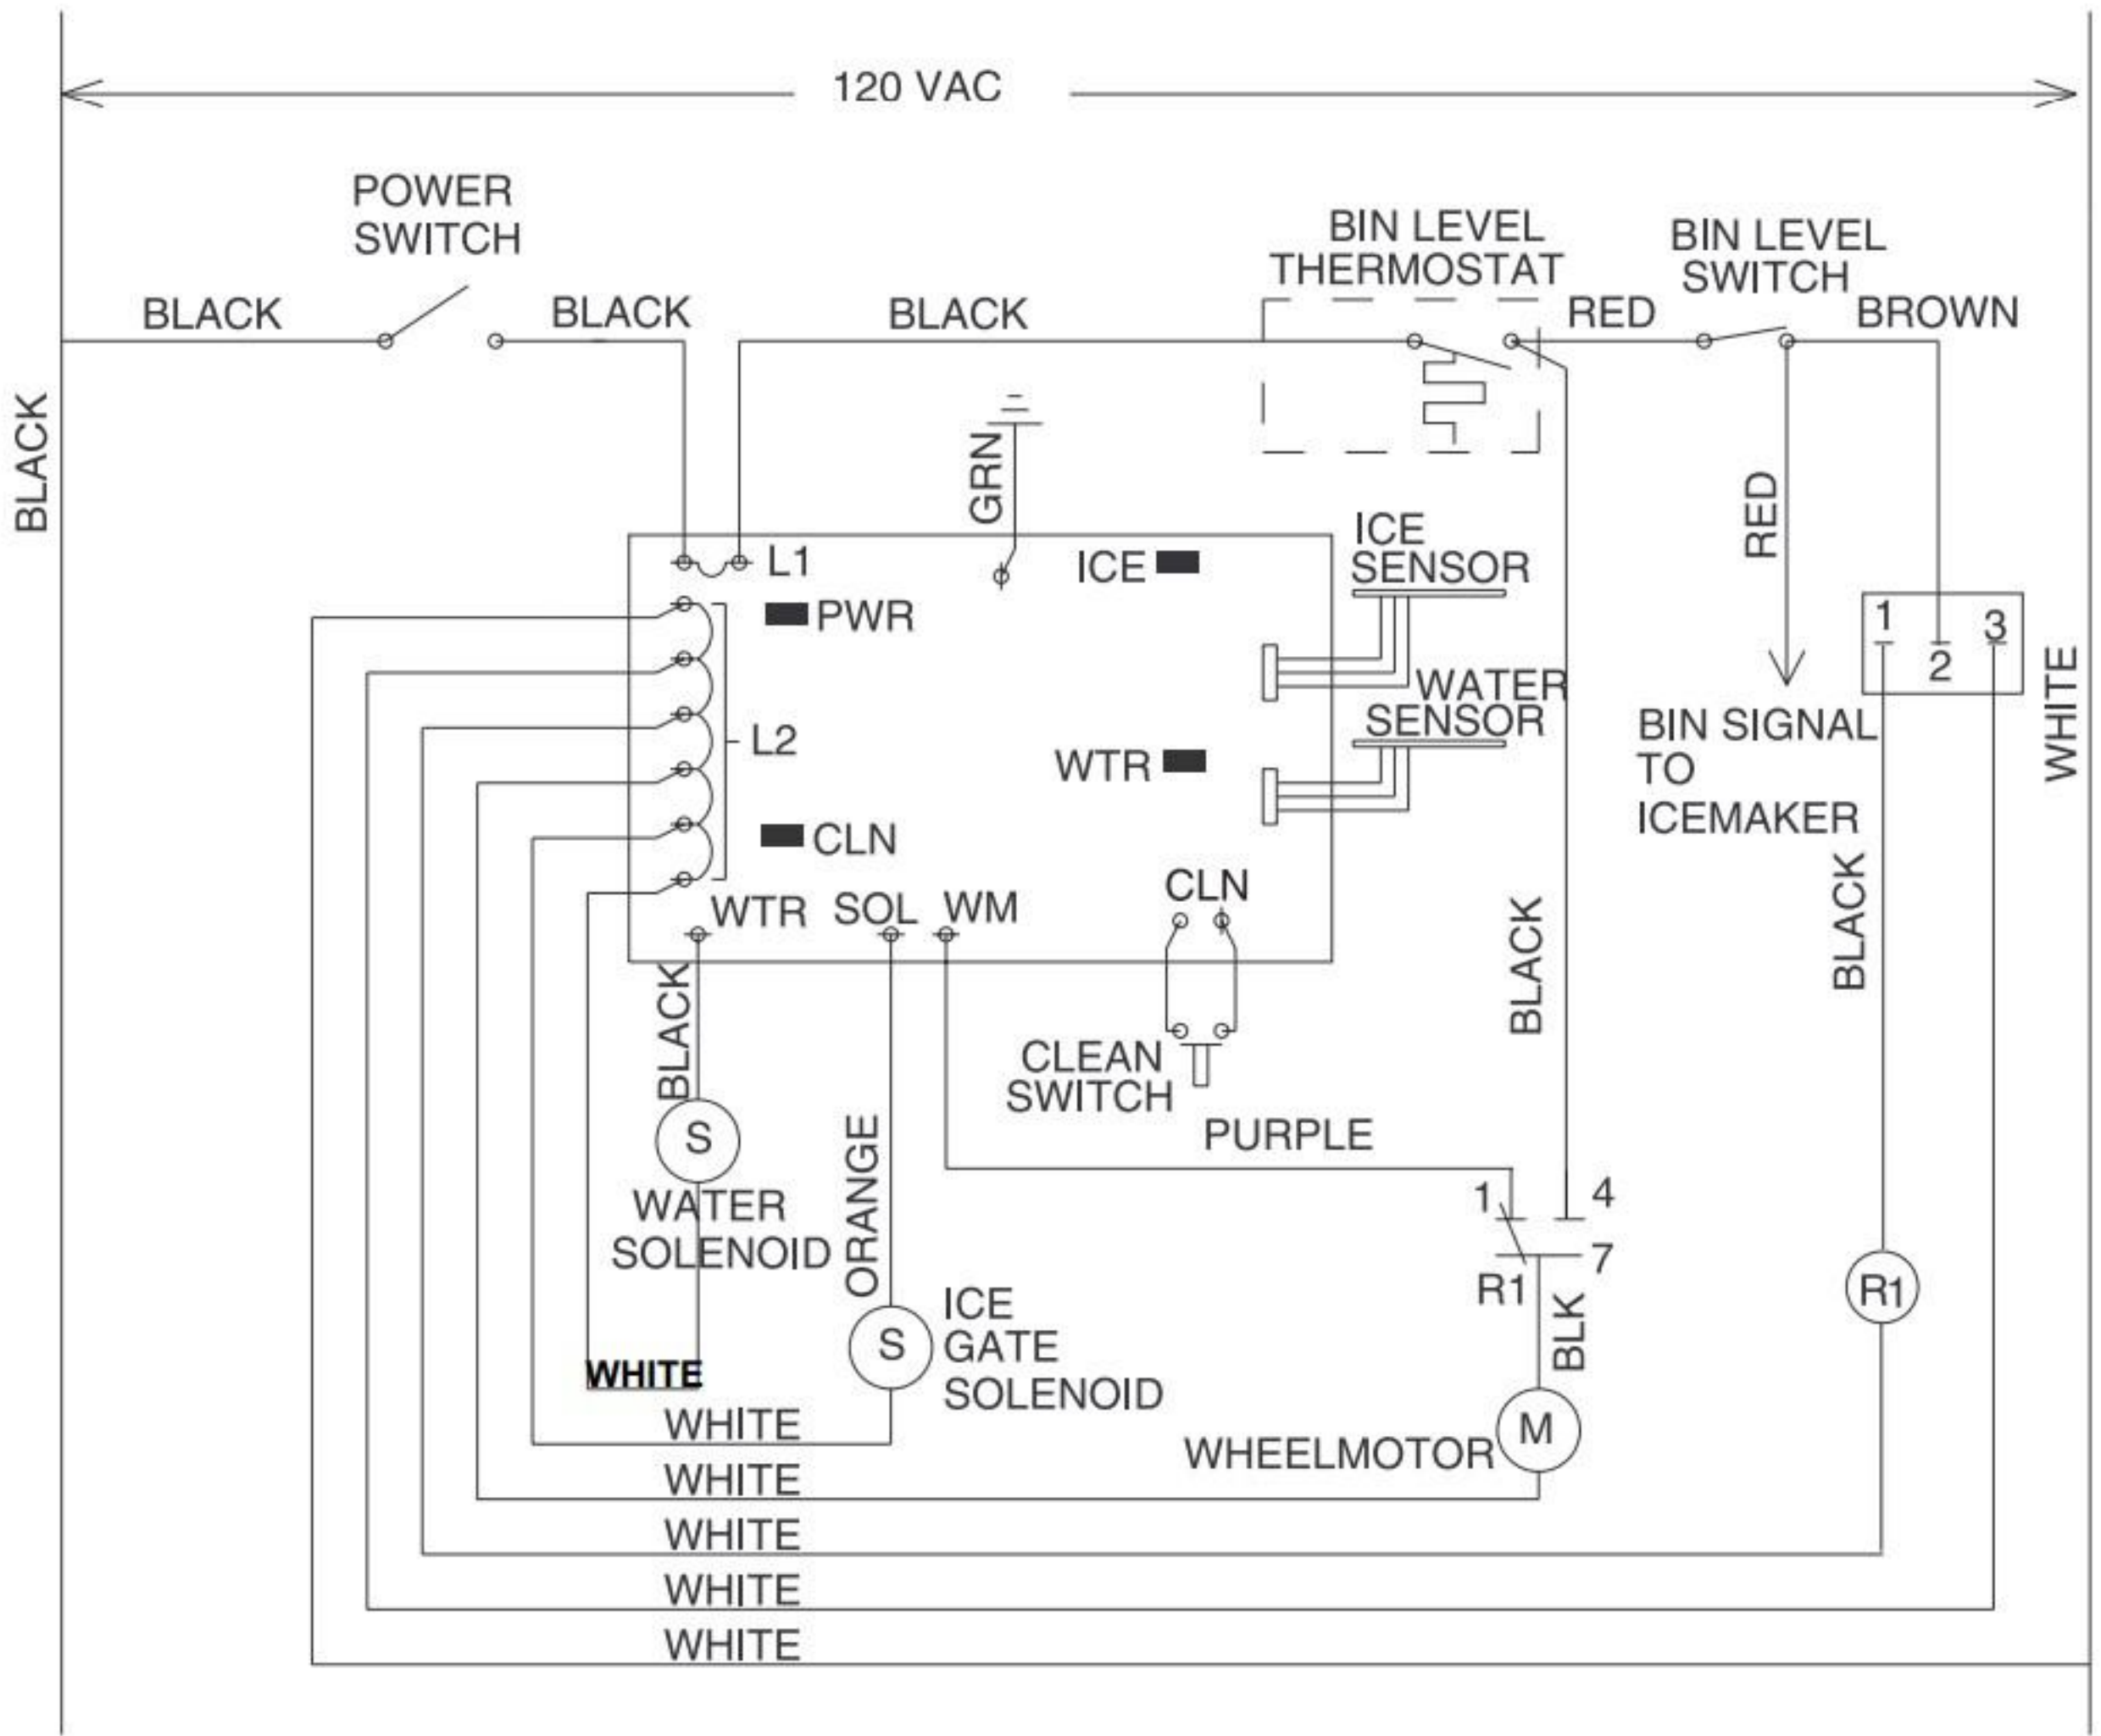 120 VAC
POWER
SWITCH
BLACK
BLACK
BLACK
BIN LEVEL
THERMOSTAT
RED
BIN LEVEL
SWITCH
BROWN
BLACK
GRN
RED
L1
ICE
ICE
SENSOR
PWR
1
2
3
WATER
SENSOR
WHITE
L2
WTR
BIN SIGNAL
TO
ICEMAKER
CLN
WTR
SOL
WM
CLN
BLACK
BLACK
BLACK
CLEAN
SWITCH
S
PURPLE
WATER
SOLENOID
ORANGE
1
4
7
R1
R1
ICE
GATE
SOLENOID
S
BLK
WHITE
WHITE
WHEELMOTOR
M
WHITE
WHITE
WHITE
WHITE